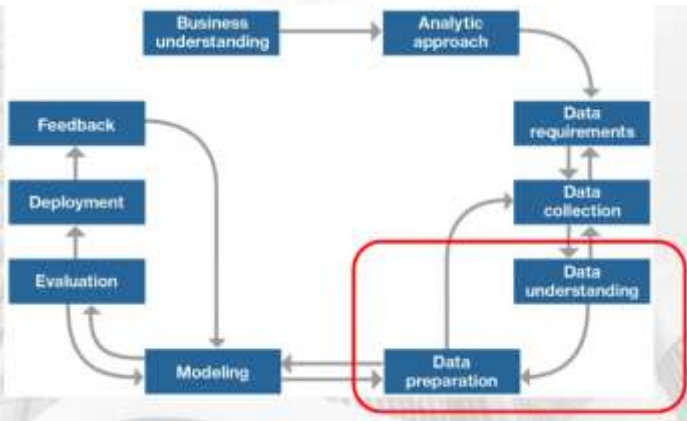 Business
understanding
Analytic
approach
Feedback
Data
requirements
Deployment
Data
collection
Evaluation
Data
understanding
Modeling
Data
preparation